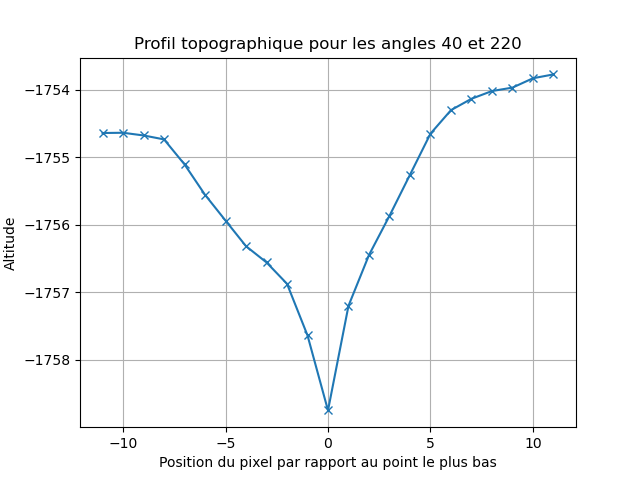 Profil topographique pour les angles 40 et 220
Altitude
−1754
−1755
−1756
−1757
−1758
−10 −5 0 5 10
Position du pixel par rapport au point le plus bas